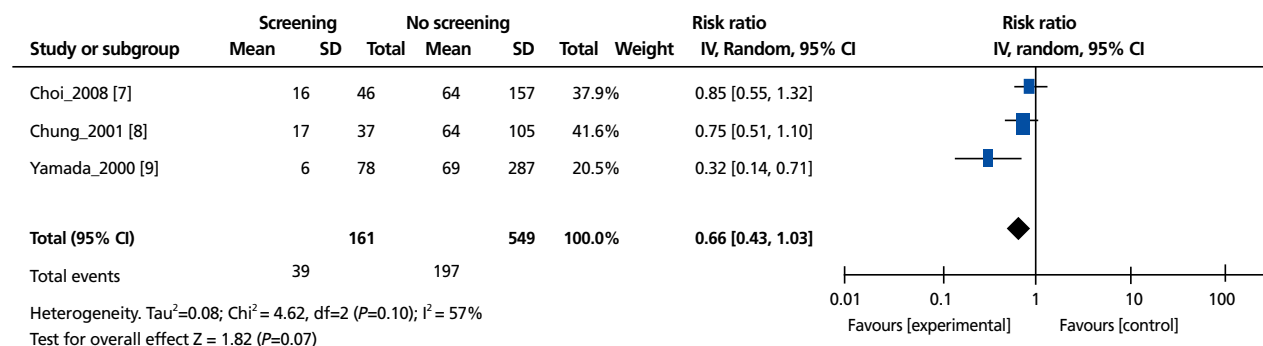 Screening No screening Risk ratio Risk ratio
Study or subgroup Mean SD Total Mean SD Total Weight IV, Random, 95% CI IV, random, 95% CI
Choi_2008 [7] 16 46 64 157 37.9% 0.85 [0.55, 1.32]
Chung_2001 [8] 17 37 64 105 41.6% 0.75 [0.51, 1.10]
Yamada_2000 [9] 6 78 69 287 20.5% 0.32 [0.14, 0.71]
Total (95% CI) 161 549 100.0% 0.66 [0.43, 1.03]
Total events 39 197
Heterogeneity. Tau²=0.08; Chi² = 4.62, df=2 (P=0.10); I² = 57%
Test for overall effect Z = 1.82 (P=0.07)
0.01 0.1 1 10 100
Favours [experimental] Favours [control]